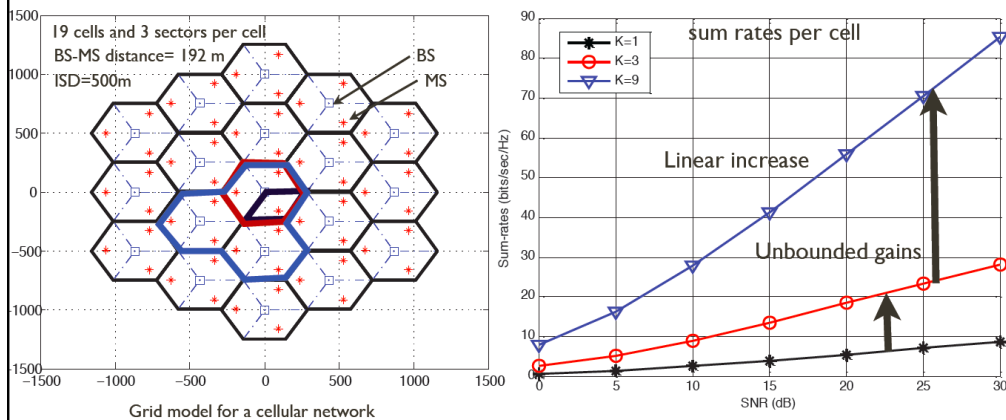 19 cells and 3 sectors per cell
BS-MS distance= 192 m
ISD=500m
BS
MS
1500
1000
500
0
−500
−1000
−1500
−1500 −1000 −500 0 500 1000 1500
Grid model for a cellular network
sum rates per cell
K=1
K=3
K=9
Linear increase
Unbounded gains
Sum-rates (bits/sec/Hz)
90
80
70
60
50
40
30
20
10
0
0 5 10 15 20 25 30
SNR (dB)